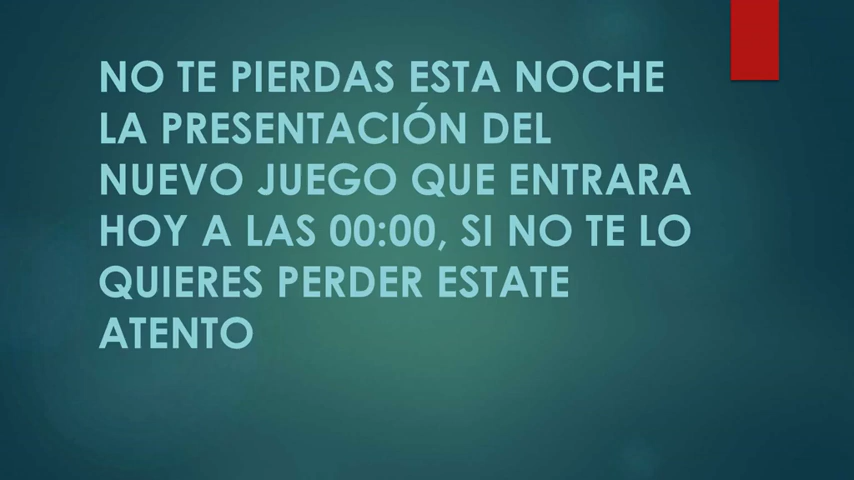 NO TE PIERDAS ESTA NOCHE
LA PRESENTACIÓN DEL
NUEVO JUEGO QUE ENTRARA
HOY A LAS 00:00, SI NO TE LO
QUIERES PERDER ESTATE
ATENTO